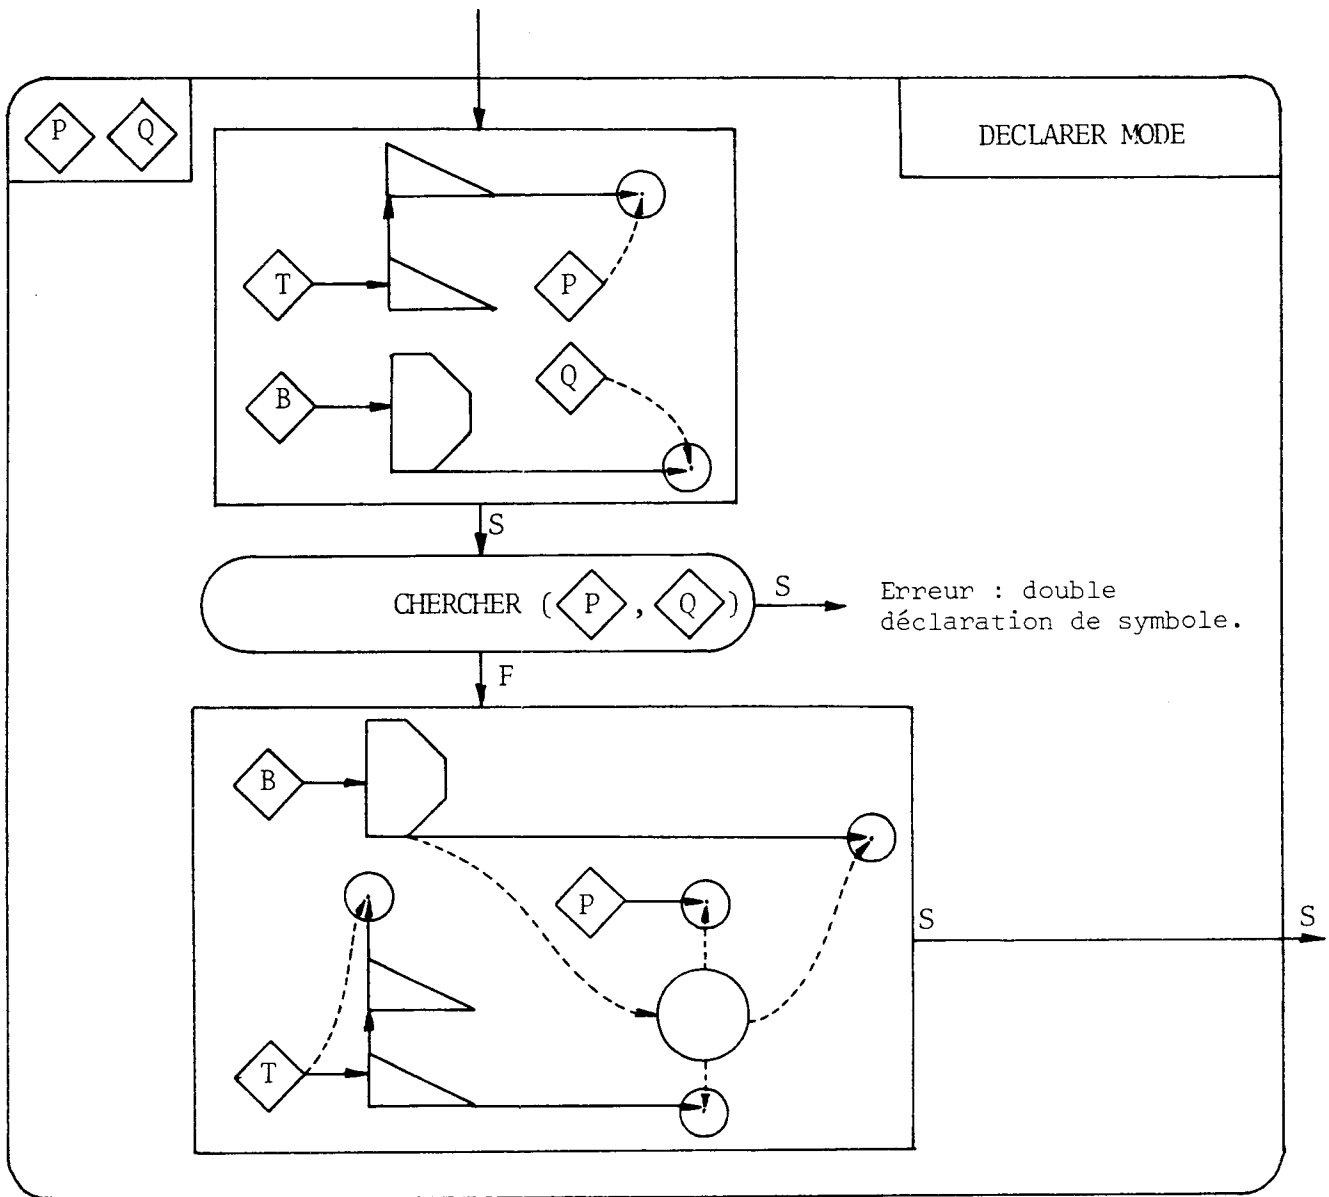 P Q
DECLARER MODE
T
P
B
Q
S
CHERCHER (P, Q)
S
Erreur : double
déclaration de symbole.
F
B
P
S
S
T